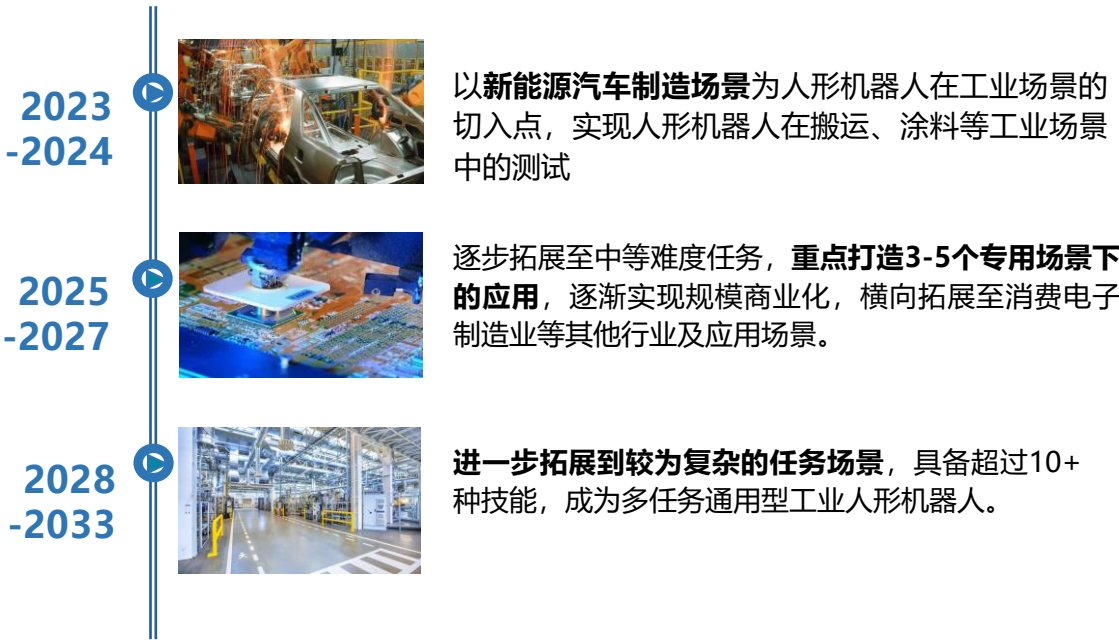 2023
-2024
以新能源汽车制造场景为人形机器人在工业场景的
切入点，实现人形机器人在搬运、涂料等工业场景
中的测试
2025
-2027
逐步拓展至中等难度任务，重点打造3-5个专用场景下
的应用，逐渐实现规模商业化，横向拓展至消费电子
制造业等其他行业及应用场景。
2028
-2033
进一步拓展到较为复杂的任务场景，具备超过10+
种技能，成为多任务通用型工业人形机器人。